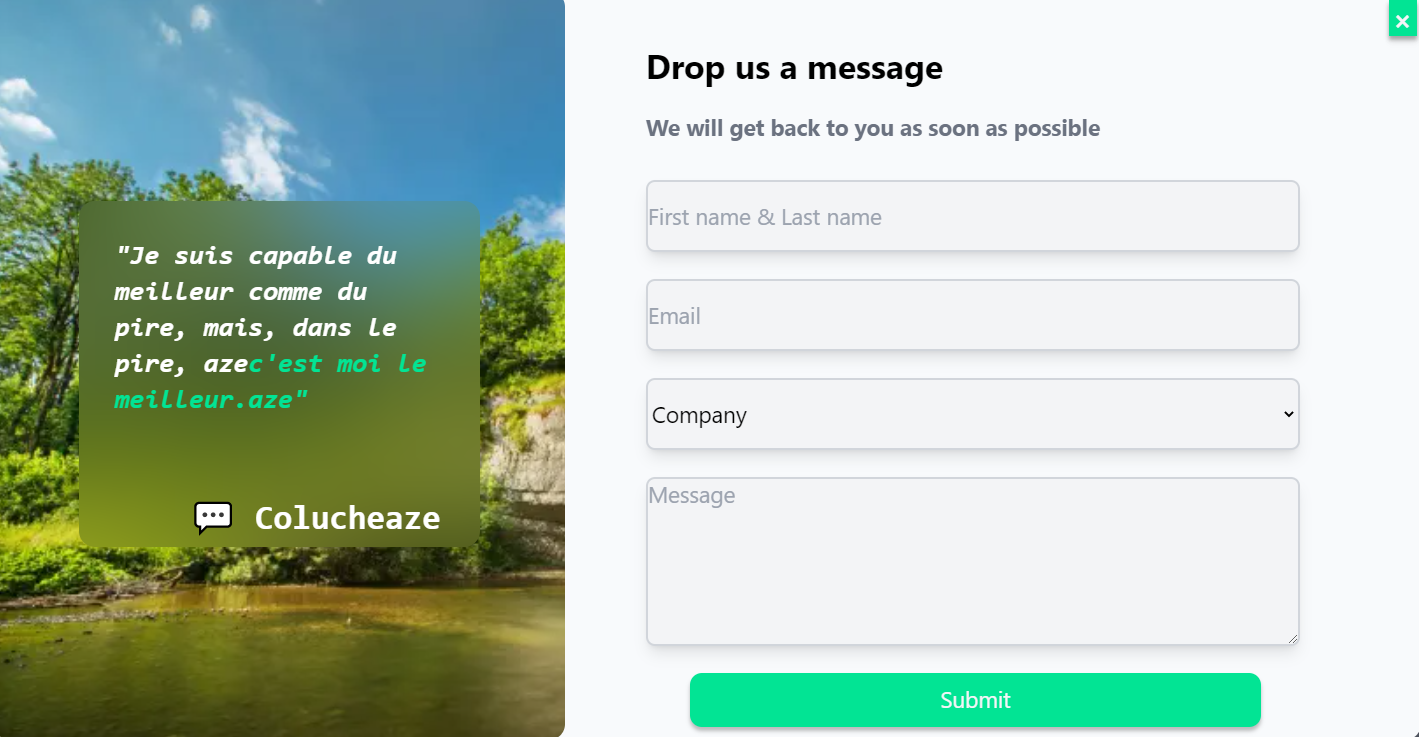 "Je suis capable du
meilleur comme du
pire, mais, dans le
pire, azec'est moi le
meilleur.aze"
Colucheaze
Drop us a message
We will get back to you as soon as possible
First name & Last name
Email
Company
Message
Submit